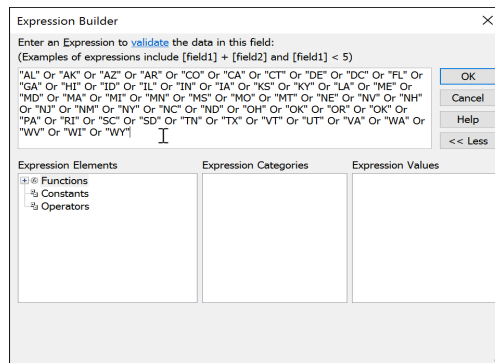 Expression Builder
Enter an Expression to validate the data in this field:
(Examples of expressions include [field1] + [field2] and [field1] < 5)
"AL" Or "AK" Or "AZ" Or "AR" Or "CO" Or "CA" Or "CT" Or "DE" Or "DC" Or "FL" Or
"GA" Or "HI" Or "ID" Or "IL" Or "IN" Or "IA" Or "KS" Or "KY" Or "LA" Or "ME" Or
"MD" Or "MA" Or "MI" Or "MN" Or "MS" Or "MO" Or "MT" Or "NE" Or "NV" Or "NH"
Or "NJ" Or "NM" Or "NY" Or "NC" Or "ND" Or "OH" Or "OK" Or "OR" Or "OK" Or
"PA" Or "RI" Or "SC" Or "SD" Or "TN" Or "TX" Or "VT" Or "UT" Or "VA" Or "WA" Or
"WV" Or "WI" Or "WY"
OK
Cancel
Help
<< Less
Expression Elements
Expression Categories
Expression Values
Functions
Constants
Operators